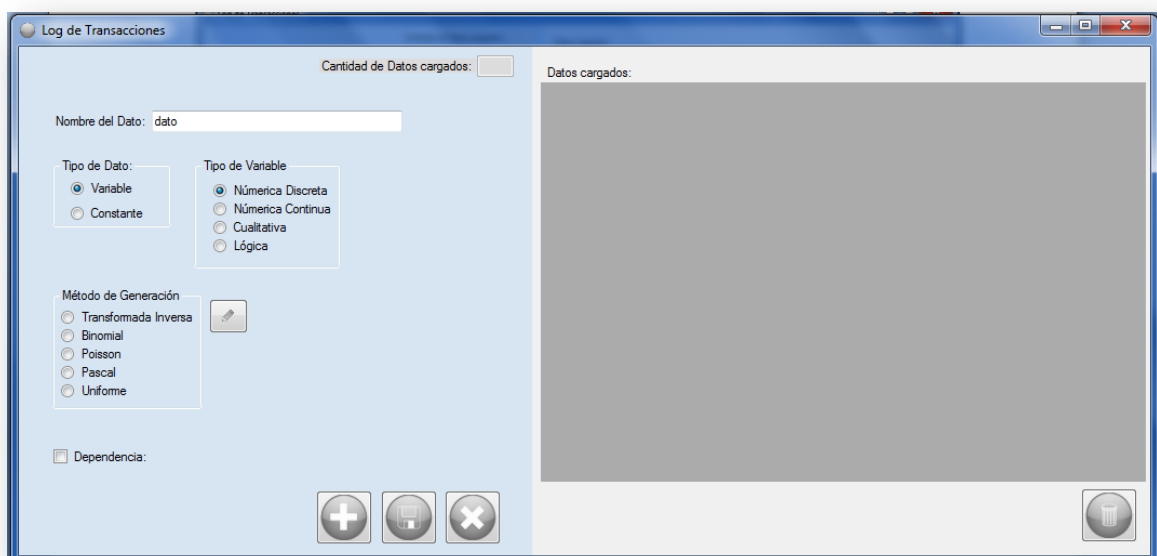 Log de Transacciones
Cantidad de Datos cargados:
Datos cargados:
Nombre del Dato: dato
Tipo de Dato:
Variable
Constante
Tipo de Variable
Númerica Discreta
Númerica Continua
Cualitativa
Lógica
Método de Generación
Transformada Inversa
Binomial
Poisson
Pascal
Uniforme
Dependencia: